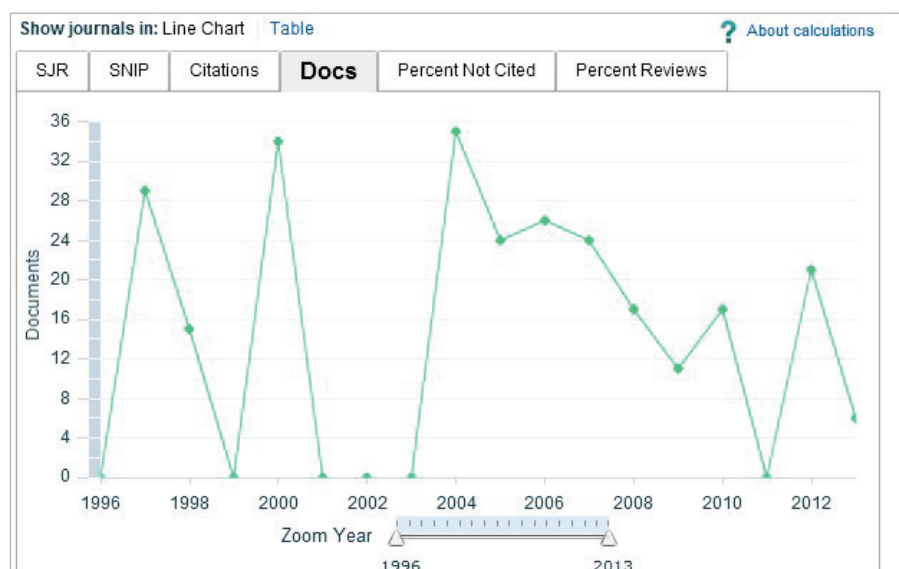 Show journals in: Line Chart Table
? About calculations
SJR SNIP Citations Docs Percent Not Cited Percent Reviews
36
32
28
24
20
16
12
8
4
0
Documents
1996 1998 2000 2002 2004 2006 2008 2010 2012
Zoom Year
1996 2013